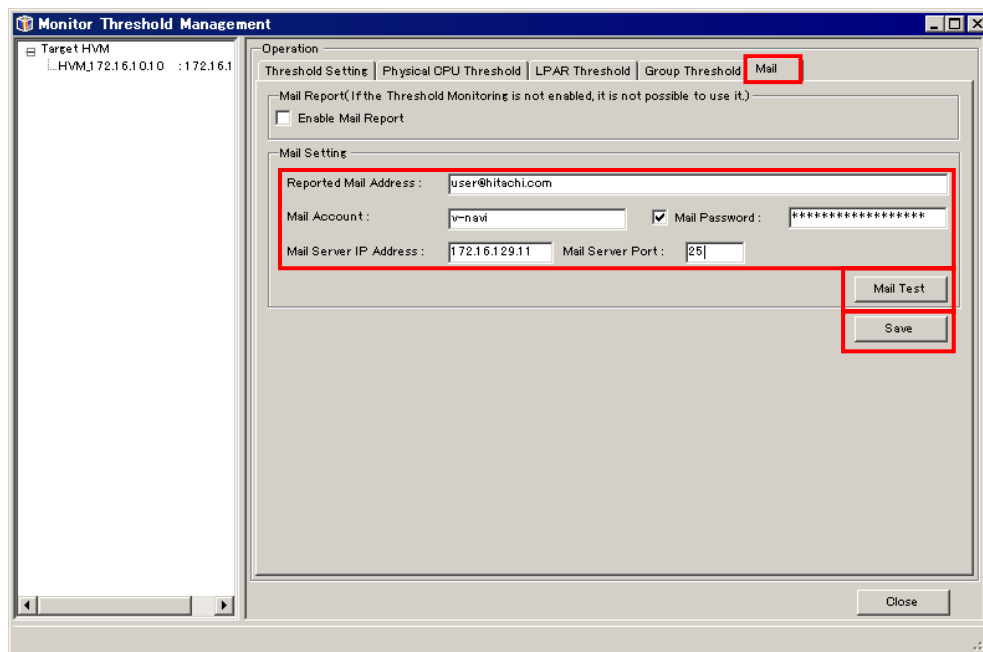 Monitor Threshold Management
Target HVM
HVM_172.16.10.10 :172.16.1
Operation
Threshold Setting Physical CPU Threshold LPAR Threshold Group Threshold Mail
Mail Report( If the Threshold Monitoring is not enabled, it is not possible to use it.)
Enable Mail Report
Mail Setting
Reported Mail Address : user@hitachi.com
Mail Account : v-navi Mail Password : ******************
Mail Server IP Address : 172.16.129.11 Mail Server Port : 25
Mail Test
Save
Close